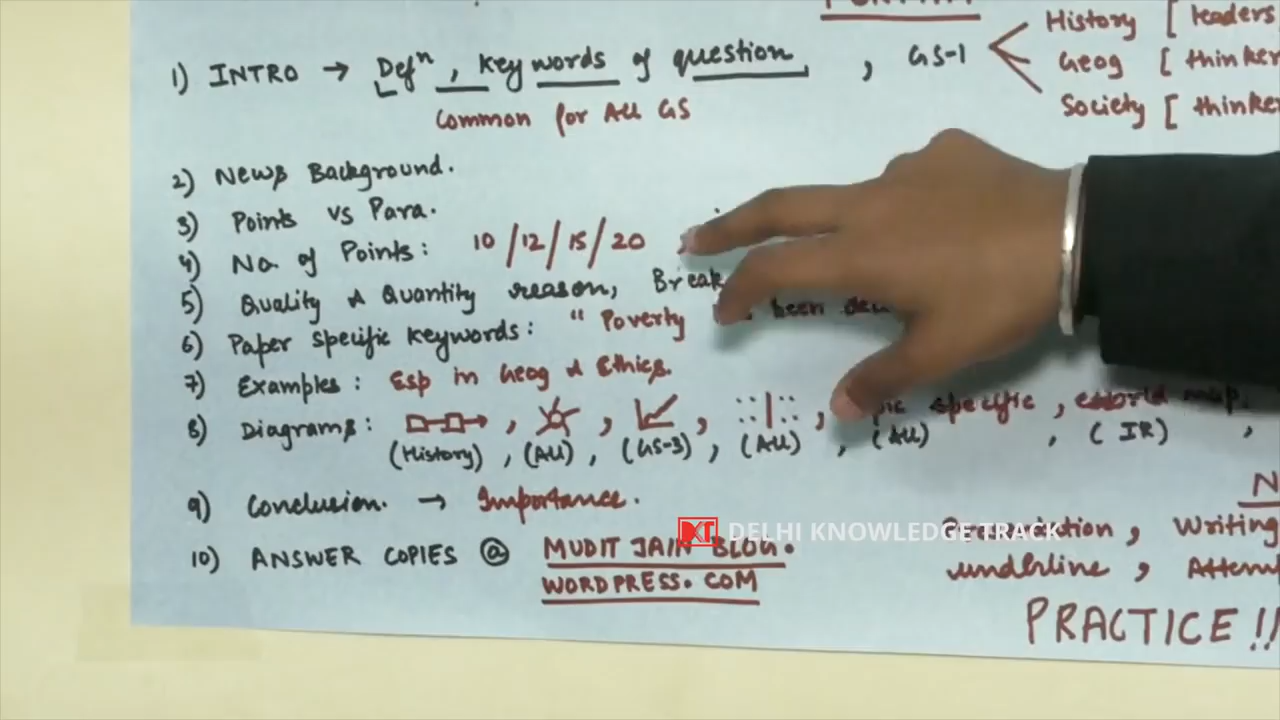 History [ leaders
1) INTRO → Defⁿ, keywords of question, GS-1
Geog [ thinker
Common for All GS
Society [ thinker
2) News Background.
3) Points vs Para.
4) No. of Points: 10/12/15/20
5) Quality & Quantity reason, Break
6) Paper specific keywords: " Poverty been
7) Examples: Esp in Geog & Ethics.
8) Diagrams: , , , , specific, world map,
(History), (All), (GS-3), (All), (All), (IR),
9) Conclusion. → Importance.
10) ANSWER COPIES @ MUDIT JAIN BLOG.
WORDPRESS.COM
DKT DELHI KNOWLEDGE TRACK
Presentation, Writing
underline, Attem
PRACTICE!!